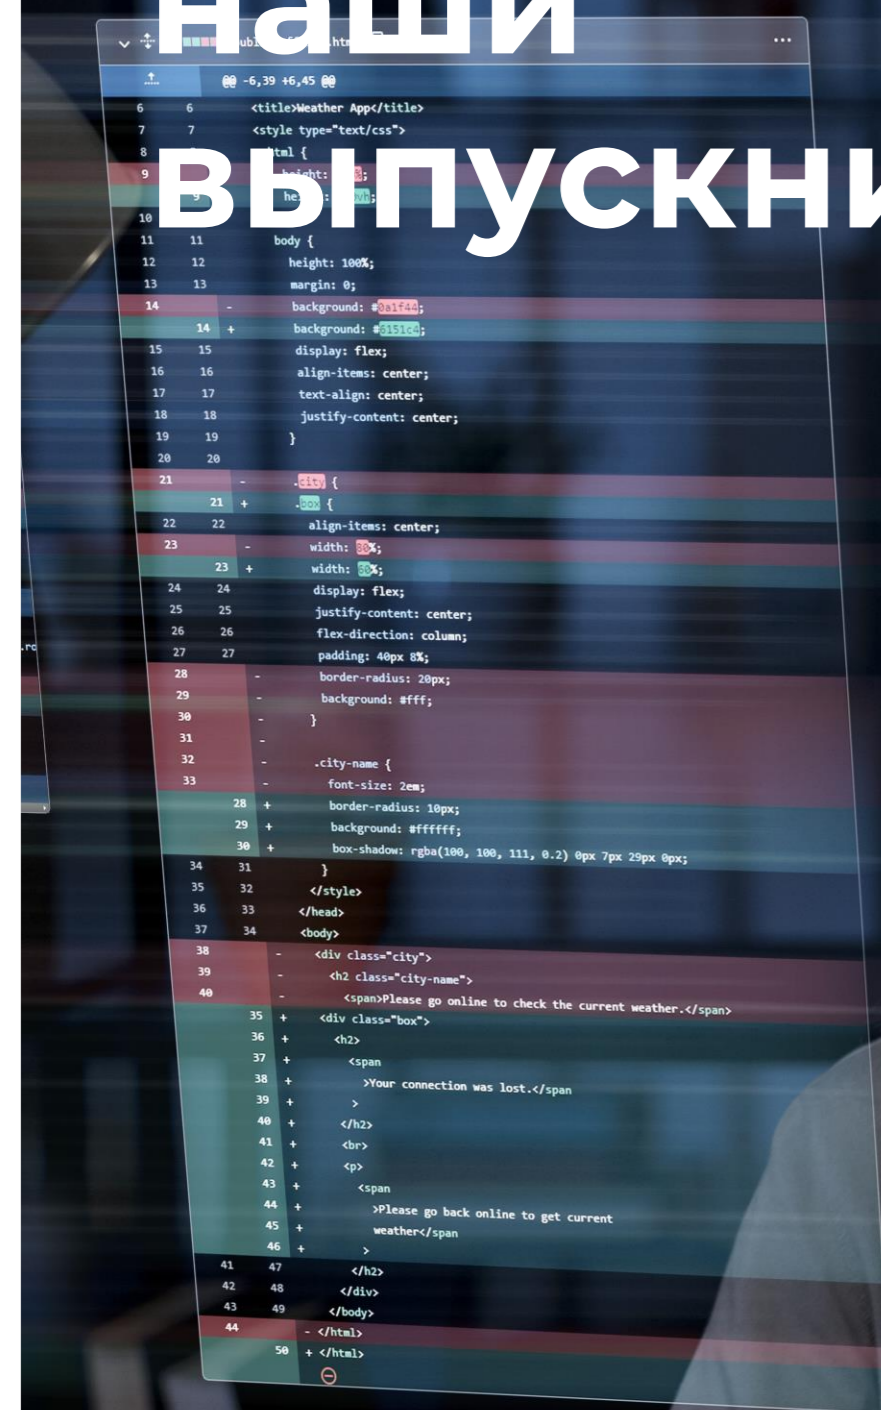 наши
@@ -6,39 +6,45 @@
6 6 <title>Weather App</title>
7 7 <style type="text/css">
8 html {
9 height:
9
выпускни
10
11 11 body {
12 12 height: 100%;
13 13 margin: 0;
14 - background: #0a1f44;
14 + background: #6151c4;
15 15 display: flex;
16 16 align-items: center;
17 17 text-align: center;
18 18 justify-content: center;
19 19 }
20 20
21 - .city {
21 + .box {
22 22 align-items: center;
23 - width: 80%;
23 + width: 60%;
24 24 display: flex;
25 25 justify-content: center;
26 26 flex-direction: column;
27 27 padding: 40px 8%;
28 - border-radius: 20px;
29 - background: #fff;
30 - }
31 -
32 - .city-name {
33 - font-size: 2em;
28 + border-radius: 10px;
29 + background: #ffffff;
30 + box-shadow: rgba(100, 100, 111, 0.2) 0px 7px 29px 0px;
34 31 }
35 32 </style>
36 33 </head>
37 34 <body>
38 - <div class="city">
39 - <h2 class="city-name">
40 - <span>Please go online to check the current weather.</span>
35 + <div class="box">
36 + <h2>
37 + <span
38 + >Your connection was lost.</span
39 + >
40 + </h2>
41 + <br>
42 + <p>
43 + <span
44 + >Please go back online to get current
45 + weather</span
46 + >
41 47 </h2>
42 48 </div>
43 49 </body>
44 - </html>
50 + </html>